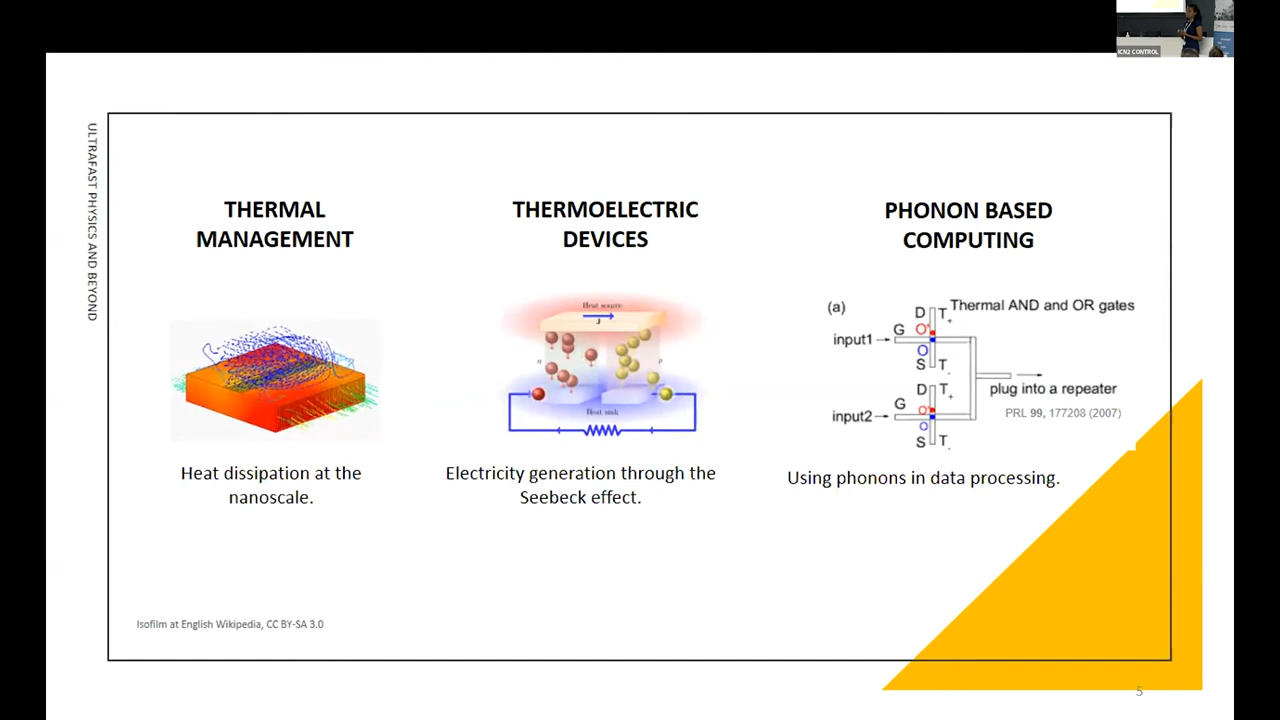 ICN2 CONTROL
ULTRAFAST PHYSICS AND BEYOND
THERMAL
MANAGEMENT
Heat dissipation at the
nanoscale.
THERMOELECTRIC
DEVICES
Heat source
J
n
p
Heat sink
Electricity generation through the
Seebeck effect.
PHONON BASED
COMPUTING
(a)
Thermal AND and OR gates
D
T+
G
O'
input1
O
S
T-
D
T+
plug into a repeater
G
O'
PRL 99, 177208 (2007)
input2
O
S
T-
Using phonons in data processing.
Isofilm at English Wikipedia, CC BY-SA 3.0
5